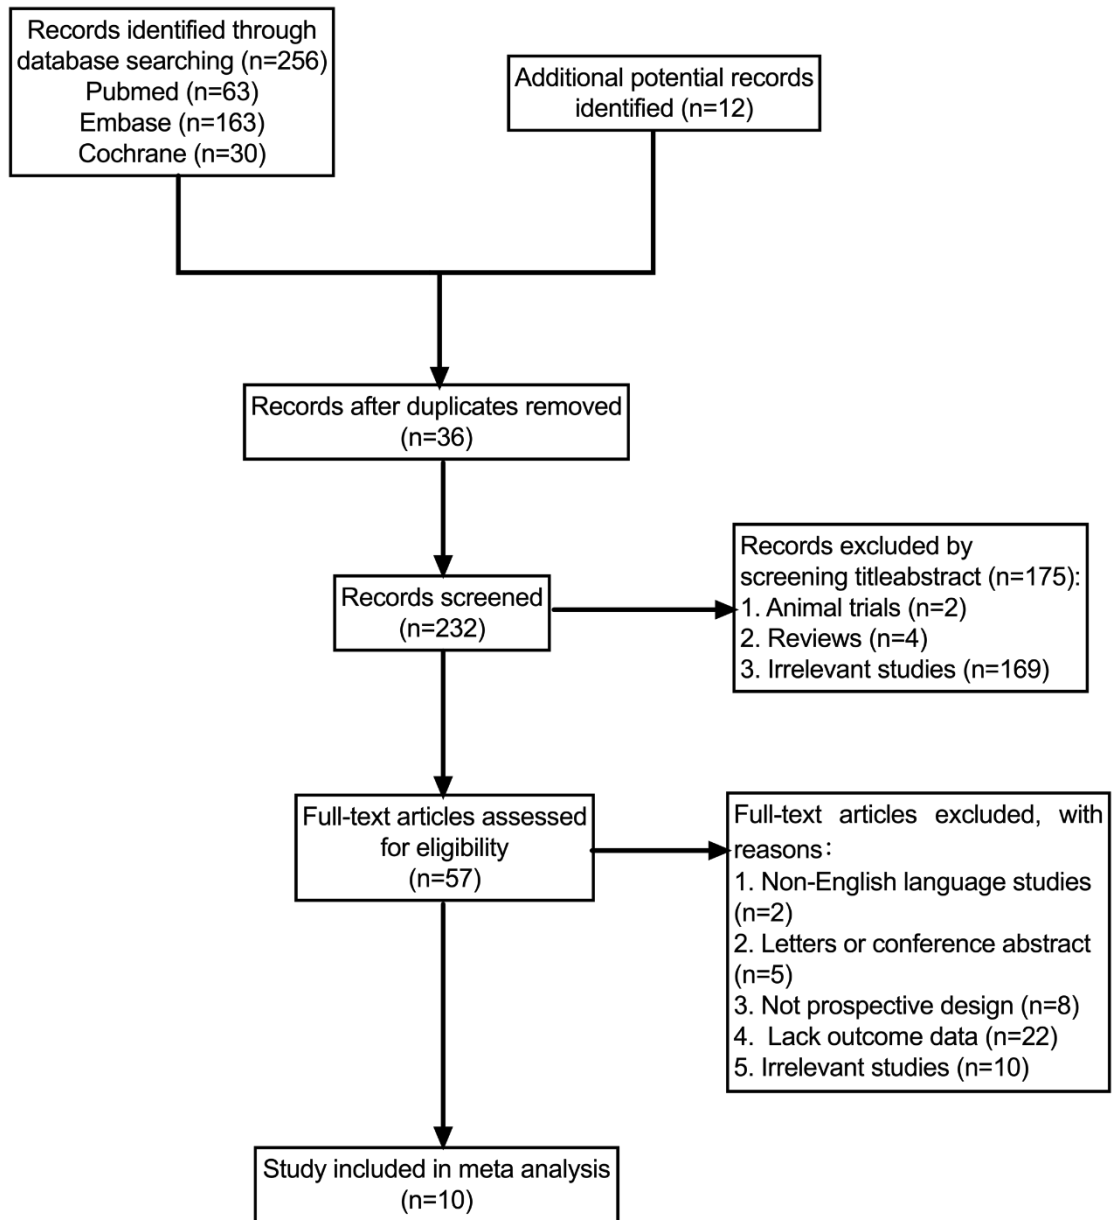 Records identified through
database searching (n=256)
Pubmed (n=63)
Embase (n=163)
Cochrane (n=30)
Additional potential records
identified (n=12)
Records after duplicates removed
(n=36)
Records screened
(n=232)
Records excluded by
screening titleabstract (n=175):
1. Animal trials (n=2)
2. Reviews (n=4)
3. Irrelevant studies (n=169)
Full-text articles assessed
for eligibility
(n=57)
Full-text articles excluded, with
reasons:
1. Non-English language studies
(n=2)
2. Letters or conference abstract
(n=5)
3. Not prospective design (n=8)
4. Lack outcome data (n=22)
5. Irrelevant studies (n=10)
Study included in meta analysis
(n=10)